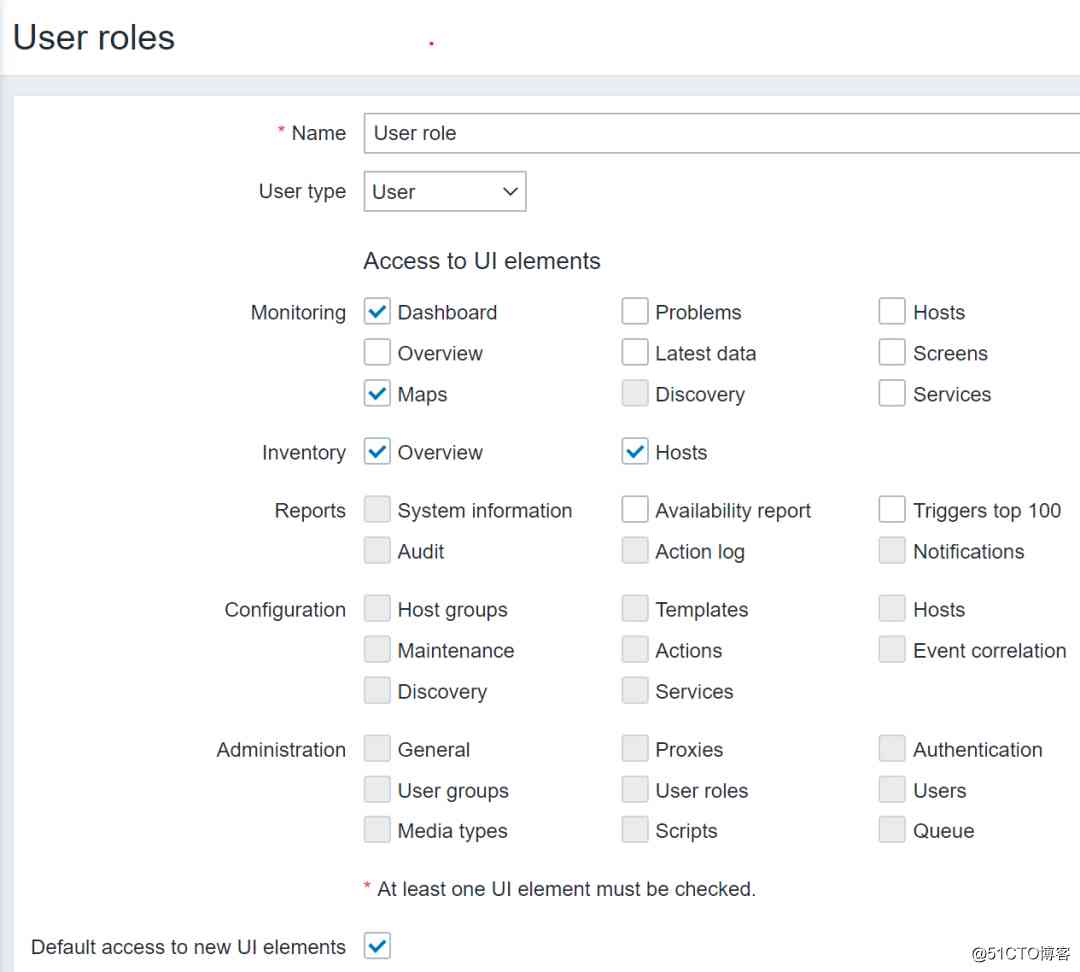 User roles
* Name User role
User type User
Access to UI elements
Monitoring Dashboard Problems Hosts
Overview Latest data Screens
Maps Discovery Services
Inventory Overview Hosts
Reports System information Availability report Triggers top 100
Audit Action log Notifications
Configuration Host groups Templates Hosts
Maintenance Actions Event correlation
Discovery Services
Administration General Proxies Authentication
User groups User roles Users
Media types Scripts Queue
* At least one UI element must be checked.
Default access to new UI elements
@51CTO博客